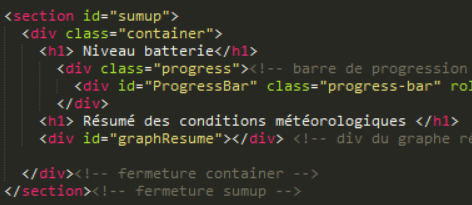 <section id="sumup">
<div class="container">
<h1> Niveau batterie</h1>
<div class="progress"><!-- barre de progression
<div id="ProgressBar" class="progress-bar" rol
</div>
<h1> Résumé des conditions météorologiques </h1>
<div id="graphResume"></div> <!-- div du graphe ré
</div><!-- fermeture container -->
</section><!-- fermeture sumup -->